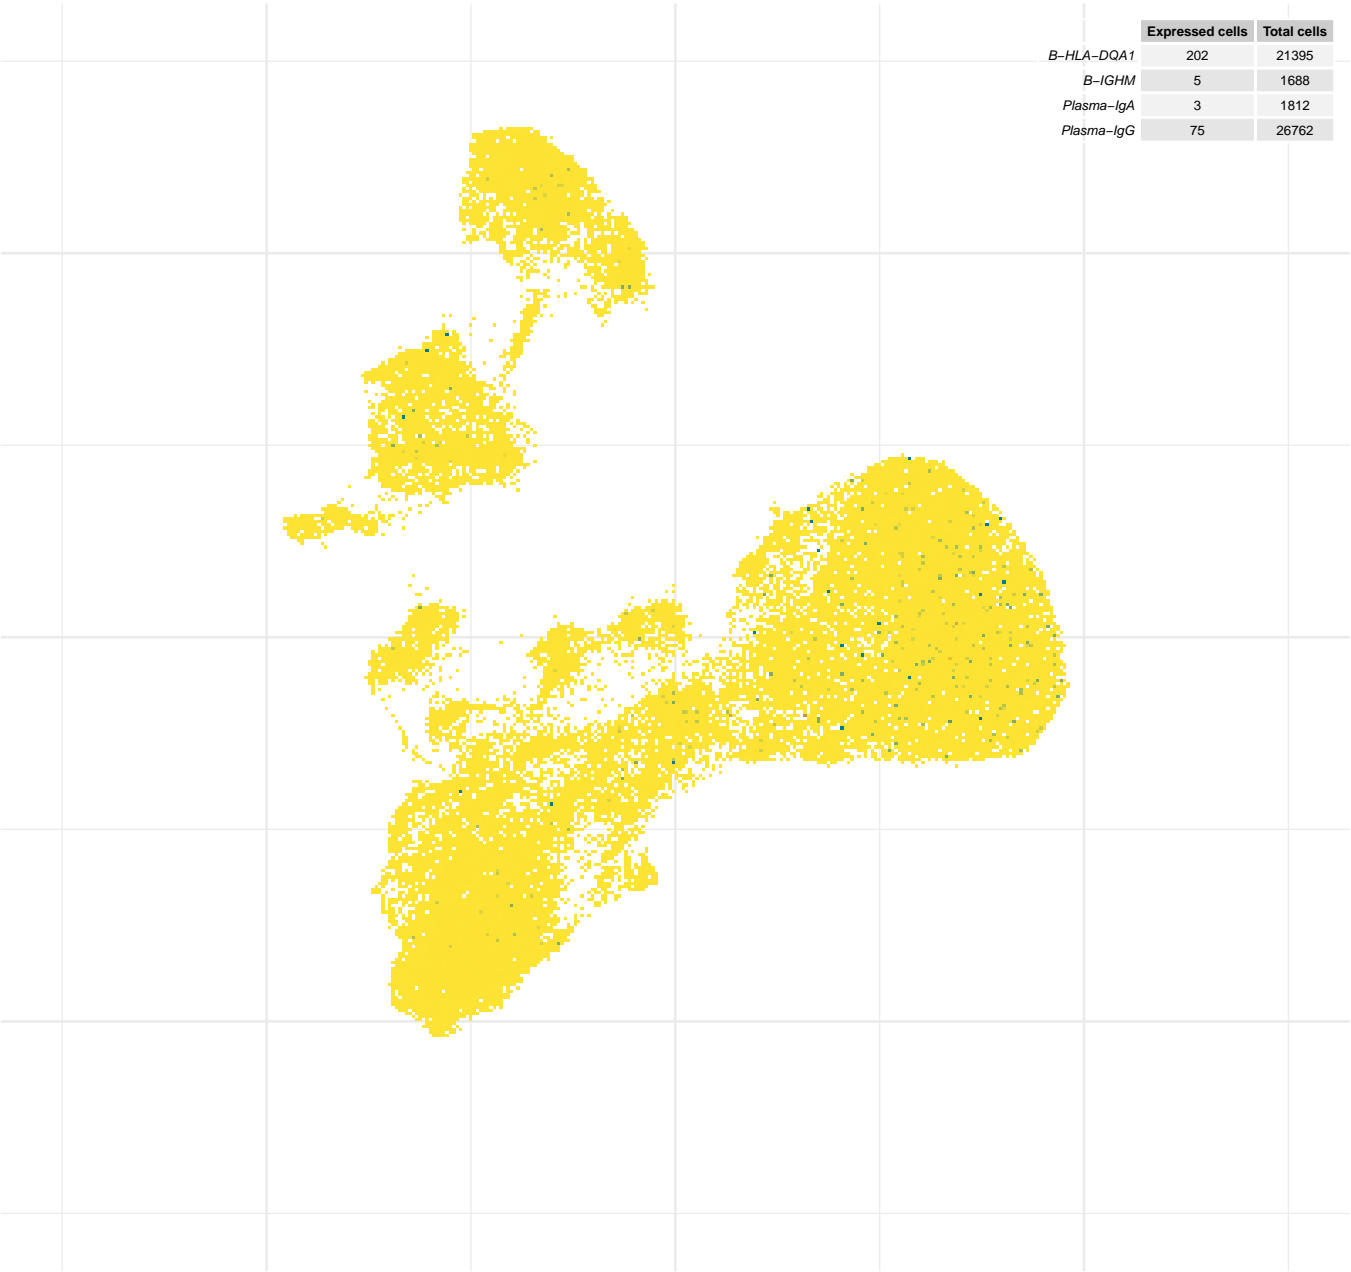 Expressed cells Total cells
B−HLA−DQA1 202 21395
B−IGHM 5 1688
Plasma−IgA 3 1812
Plasma−IgG 75 26762